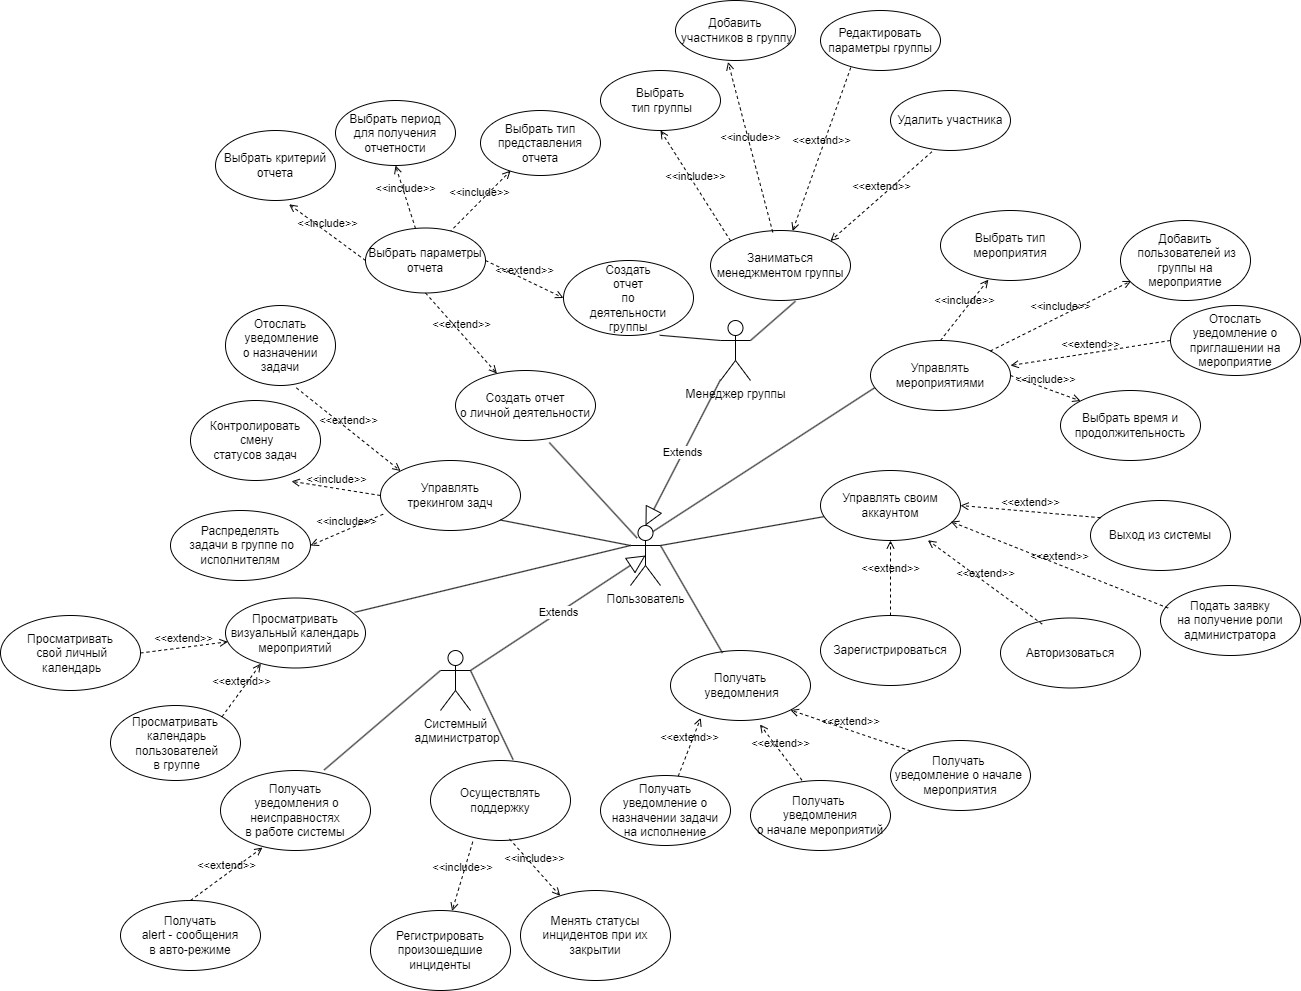 Добавить
участников в группу
Редактировать
параметры группы
Выбрать
тип группы
Удалить участника
<<include>>
<<extend>>
<<include>>
<<extend>>
Выбрать период
для получения
отчетности
Выбрать тип
представления
отчета
Выбрать критерий
отчета
<<include>>
<<include>>
<<include>>
Выбрать параметры
отчета
<<extend>>
<<extend>>
Создать
отчет
по
деятельности
группы
Заниматься
менеджментом группы
Выбрать тип
мероприятия
Добавить
пользователей из
группы на
мероприятие
<<include>>
<<include>>
Отослать
уведомление о
приглашении на
мероприятие
<<extend>>
Управлять
мероприятиями
<<include>>
Выбрать время и
продолжительность
Менеджер группы
Extends
Отослать
уведомление
о назначении
задачи
<<extend>>
Создать отчет
о личной деятельности
Контролировать
смену
статусов задач
<<include>>
Управлять
трекингом задч
<<include>>
Распределять
задачи в группе по
исполнителям
Управлять своим
аккаунтом
<<extend>>
Выход из системы
<<extend>>
<<extend>>
<<extend>>
Подать заявку
на получение роли
администратора
Зарегистрироваться
Авторизоваться
Пользователь
Extends
Просматривать
визуальный календарь
мероприятий
Просматривать
свой личный
календарь
<<extend>>
<<extend>>
Просматривать
календарь
пользователей
в группе
Системный
администратор
Получать
уведомления
<<extend>>
<<extend>>
<<extend>>
Получать
уведомление о начале
мероприятия
Получать
уведомление о
назначении задачи
на исполнение
Получать
уведомления
о начале мероприятий
Получать
уведомления о
неисправностях
в работе системы
Осуществлять
поддержку
<<extend>>
<<include>>
<<include>>
Получать
alert - сообщения
в авто-режиме
Регистрировать
произошедшие
инциденты
Менять статусы
инцидентов при их
закрытии